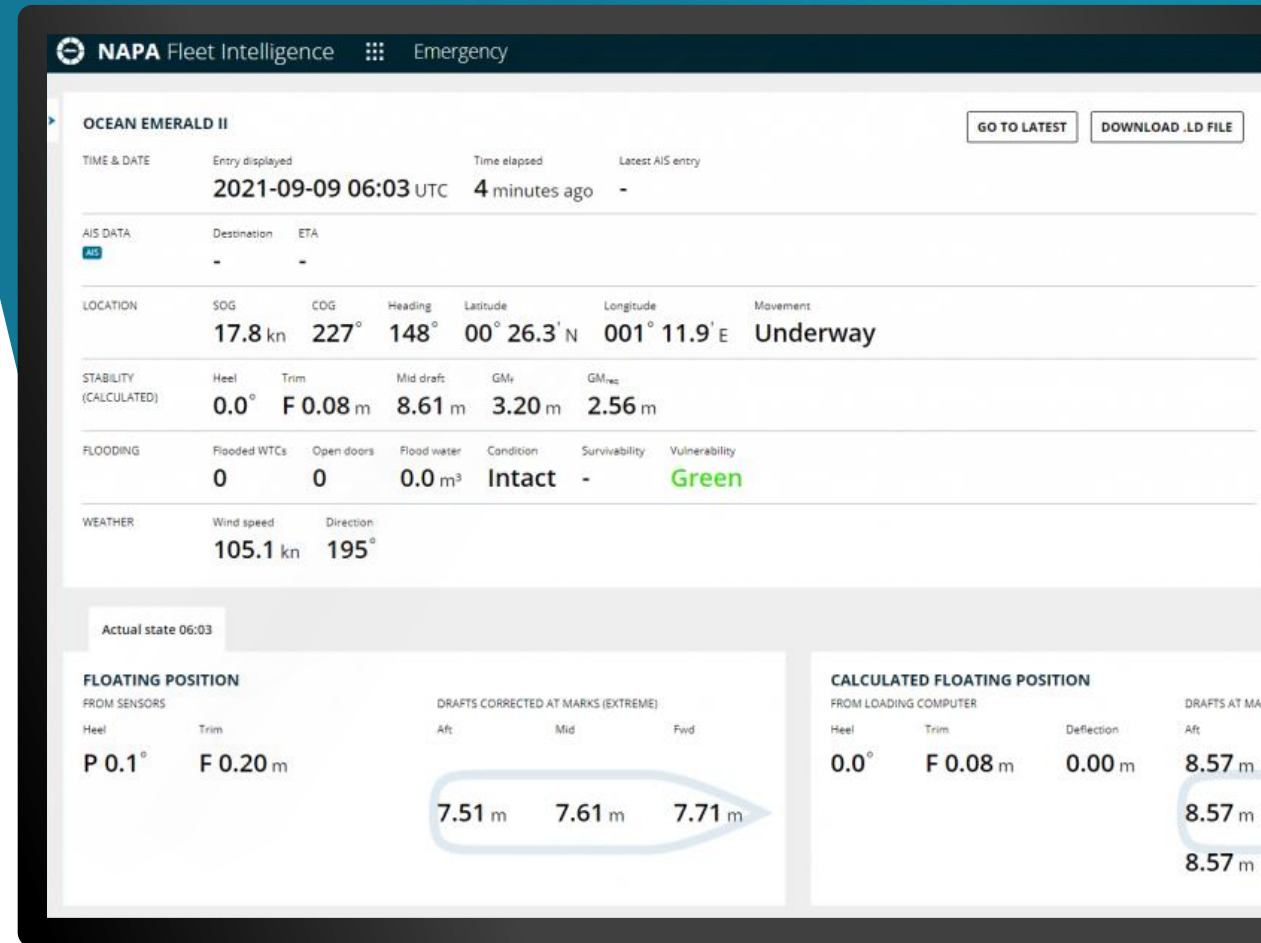 NAPA Fleet Intelligence Emergency
OCEAN EMERALD II GO TO LATEST DOWNLOAD .LD FILE
TIME & DATE Entry displayed Time elapsed Latest AIS entry
2021-09-09 06:03 UTC 4 minutes ago -
AIS DATA Destination ETA
AIS - -
LOCATION SOG COG Heading Latitude Longitude Movement
17.8 kn 227° 148° 00° 26.3' N 001° 11.9' E Underway
STABILITY Heel Trim Mid draft GMf GMreq
(CALCULATED) 0.0° F 0.08 m 8.61 m 3.20 m 2.56 m
FLOODING Flooded WTCs Open doors Flood water Condition Survivability Vulnerability
0 0 0.0 m³ Intact - Green
WEATHER Wind speed Direction
105.1 kn 195°
Actual state 06:03
FLOATING POSITION
FROM SENSORS DRAFTS CORRECTED AT MARKS (EXTREME)
Heel Trim Aft Mid Fwd
P 0.1° F 0.20 m
7.51 m 7.61 m 7.71 m
CALCULATED FLOATING POSITION
FROM LOADING COMPUTER DRAFTS AT
Heel Trim Deflection Aft
0.0° F 0.08 m 0.00 m 8.57 m
8.57 m
8.57 m